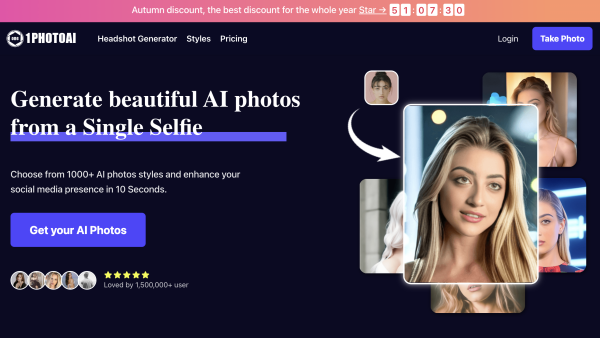 Autumn discount, the best discount for the whole year Star -> 51:07:30
1PHOTOAI Headshot Generator Styles Pricing Login Take Photo
Generate beautiful AI photos
from a Single Selfie
Choose from 1000+ AI photos styles and enhance your
social media presence in 10 Seconds.
Get your AI Photos
Loved by 1,500,000+ user